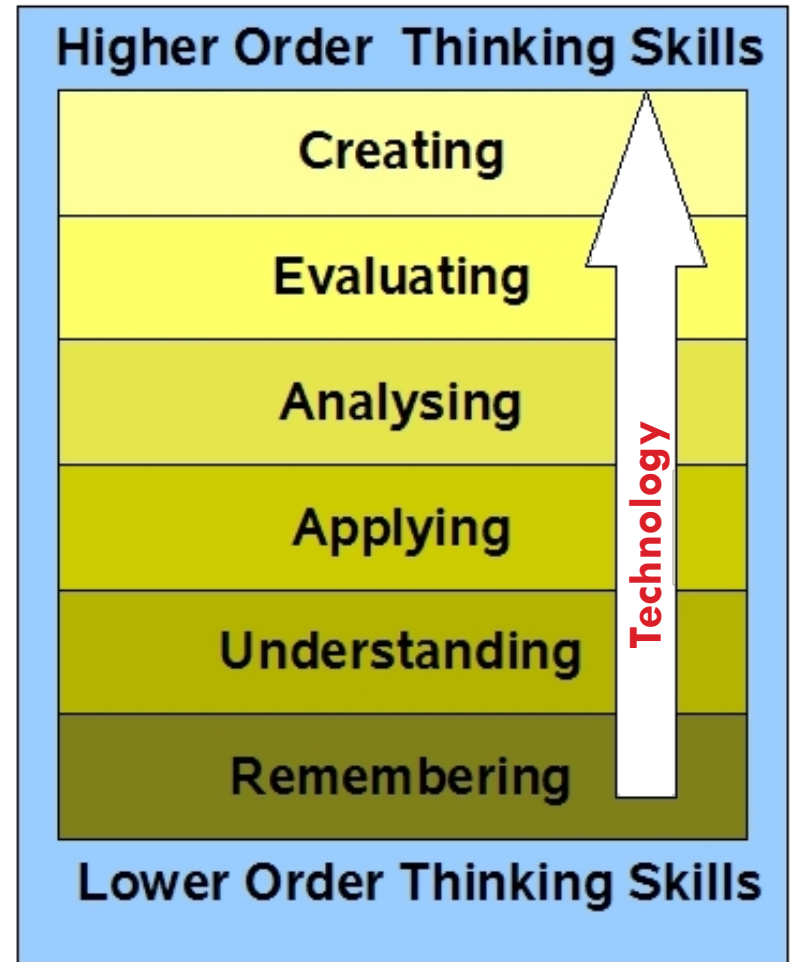 Higher Order Thinking Skills
Creating
Evaluating
Analysing
Applying
Technology
Understanding
Remembering
Lower Order Thinking Skills